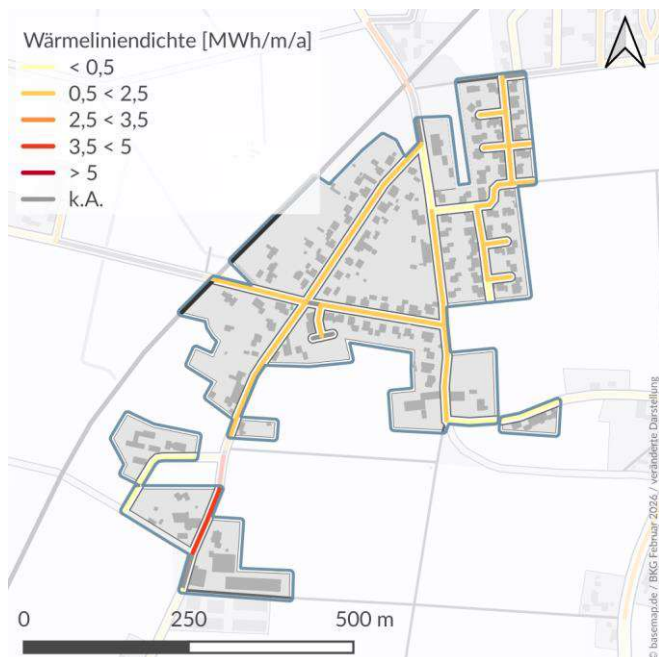 Wärmeliniendichte [MWh/m/a]
< 0,5
0,5 < 2,5
2,5 < 3,5
3,5 < 5
> 5
k.A.
0 250 500 m
© basemap.de / BKG Februar 2026 / veränderte Darstellung